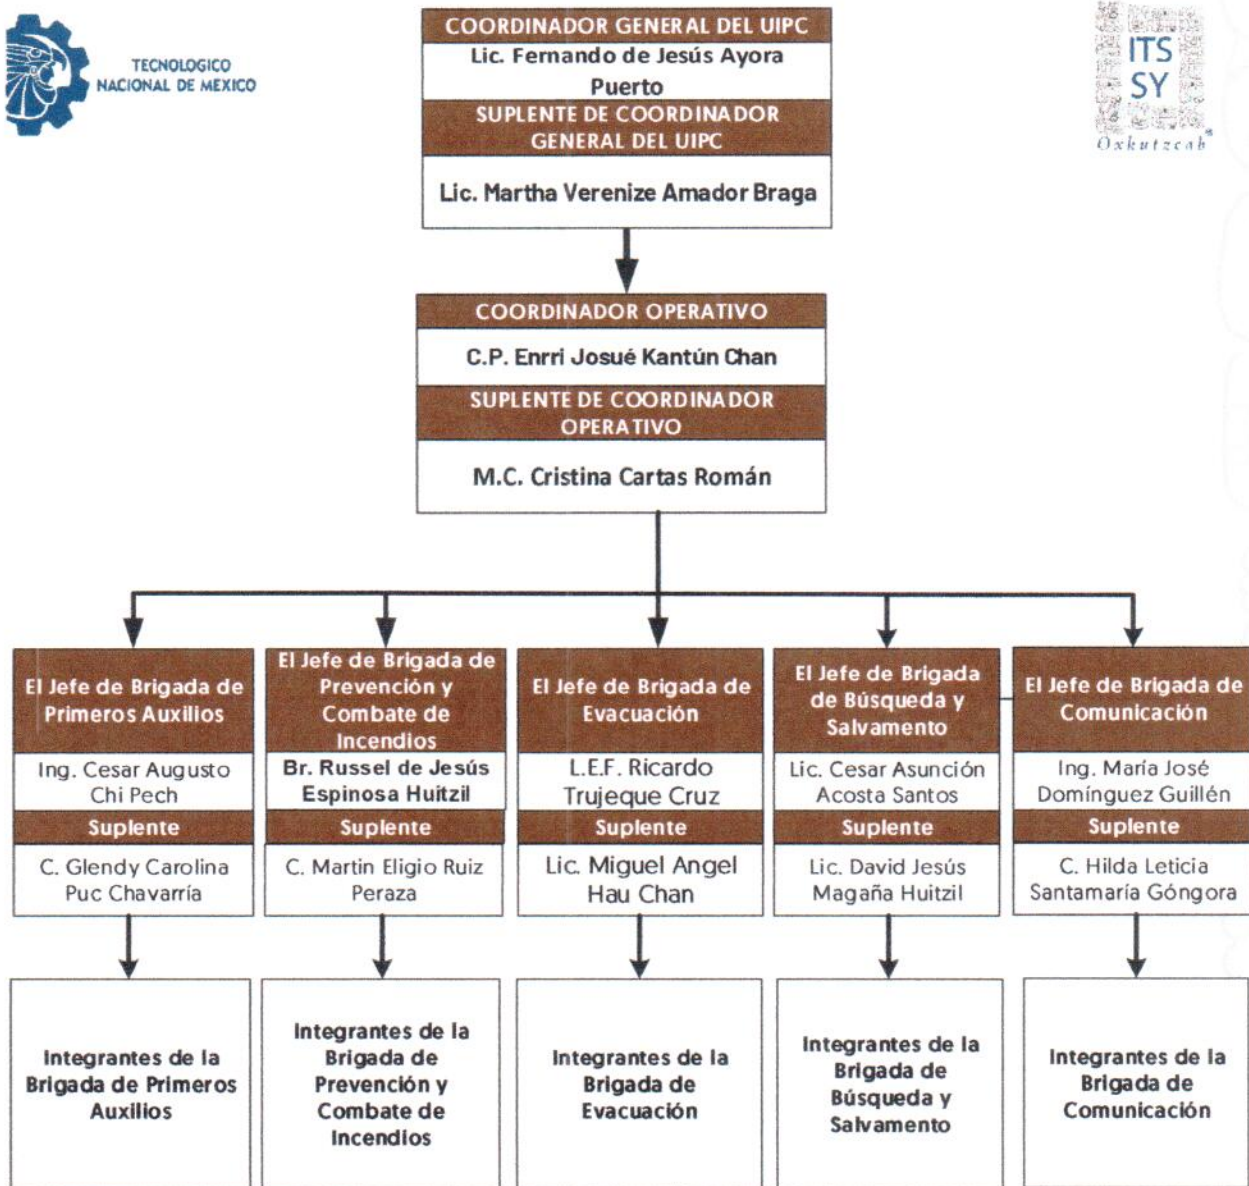 TECNOLOGICO
NACIONAL DE MEXICO
ITS
SY
Oxkutzcab
COORDINADOR GENERAL DEL UIPC
Lic. Fernando de Jesús Ayora
Puerto
SUPLENTE DE COORDINADOR
GENERAL DEL UIPC
Lic. Martha Verenize Amador Braga
COORDINADOR OPERATIVO
C.P. Enrri Josué Kantún Chan
SUPLENTE DE COORDINADOR
OPERATIVO
M.C. Cristina Cartas Román
El Jefe de Brigada de
Primeros Auxilios
Ing. Cesar Augusto
Chi Pech
Suplente
C. Glendy Carolina
Puc Chavarría
El Jefe de Brigada de
Prevención y
Combate de
Incendios
Br. Russel de Jesús
Espinosa Huitzil
Suplente
C. Martin Eligio Ruiz
Peraza
El Jefe de Brigada de
Evacuación
L.E.F. Ricardo
Trujeque Cruz
Suplente
Lic. Miguel Angel
Hau Chan
El Jefe de Brigada
de Búsqueda y
Salvamento
Lic. Cesar Asunción
Acosta Santos
Suplente
Lic. David Jesús
Magaña Huitzil
El Jefe de Brigada de
Comunicación
Ing. María José
Domínguez Guillén
Suplente
C. Hilda Leticia
Santamaría Góngora
Integrantes de la
Brigada de Primeros
Auxilios
Integrantes de la
Brigada de
Prevención y
Combate de
Incendios
Integrantes de la
Brigada de
Evacuación
Integrantes de la
Brigada de
Búsqueda y
Salvamento
Integrantes de la
Brigada de
Comunicación